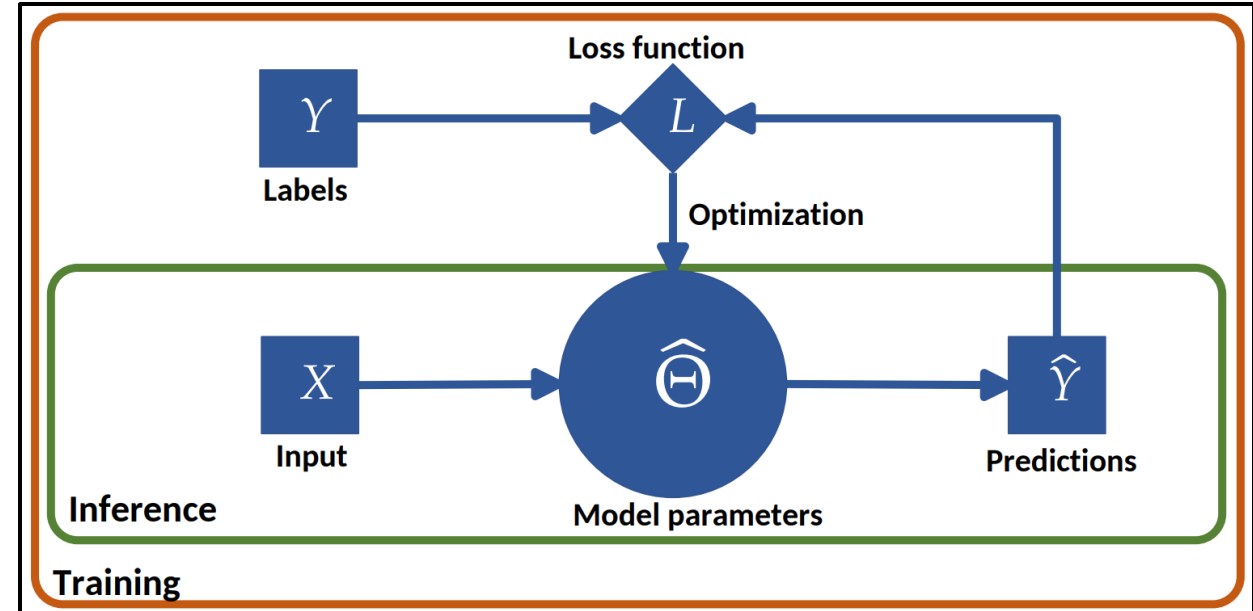 Loss function
Y
L
Labels
Optimization
X
Θ̂
Ŷ
Input
Predictions
Inference
Model parameters
Training